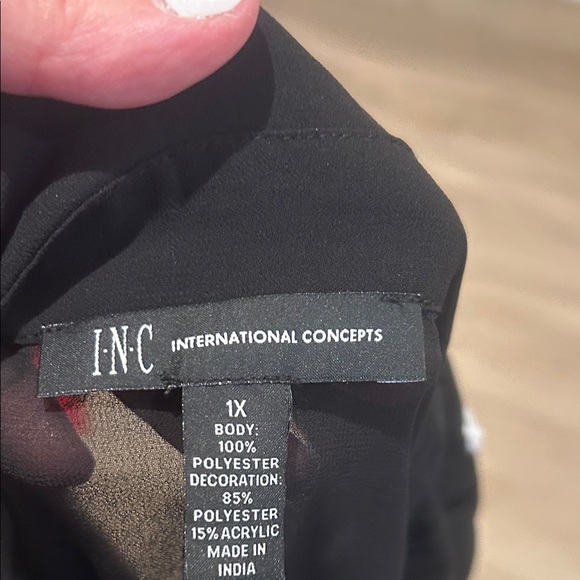 I·N·C INTERNATIONAL CONCEPTS
1X
BODY:
100%
POLYESTER
DECORATION:
85%
POLYESTER
15% ACRYLIC
MADE IN
INDIA